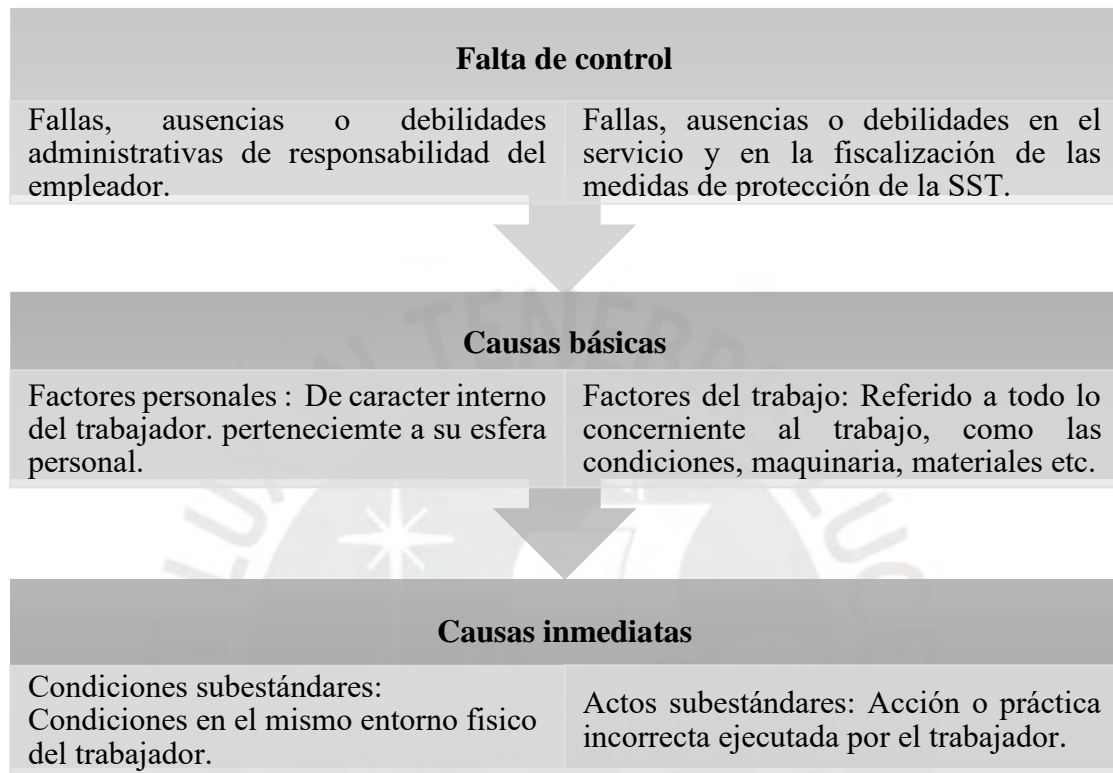 Falta de control
Fallas, ausencias o debilidades
administrativas de responsabilidad del
empleador.
Fallas, ausencias o debilidades en el
servicio y en la fiscalización de las
medidas de protección de la SST.
Causas básicas
Factores personales : De caracter interno
del trabajador. perteneciemte a su esfera
personal.
Factores del trabajo: Referido a todo lo
concerniente al trabajo, como las
condiciones, maquinaria, materiales etc.
Causas inmediatas
Condiciones subestándares:
Condiciones en el mismo entorno fisico
del trabajador.
Actos subestándares: Acción o práctica
incorrecta ejecutada por el trabajador.